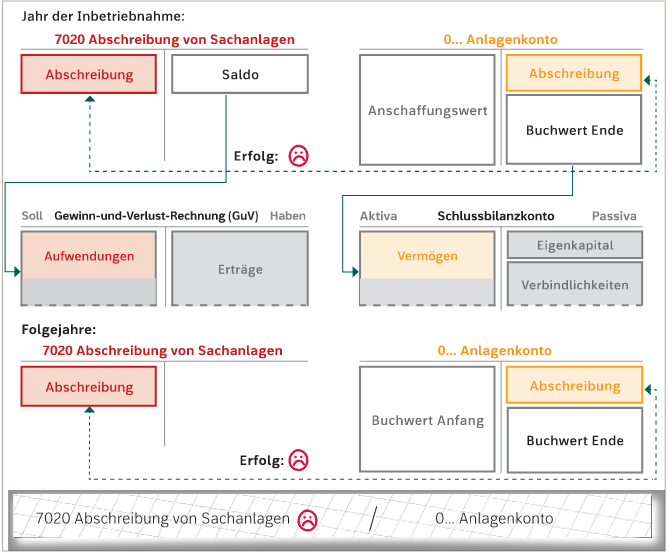 Jahr der Inbetriebnahme:
7020 Abschreibung von Sachanlagen
0... Anlagenkonto
Abschreibung
Saldo
Anschaffungswert
Abschreibung
Buchwert Ende
Erfolg:
Soll Gewinn-und-Verlust-Rechnung (GuV) Haben
Aktiva Schlussbilanzkonto Passiva
Aufwendungen
Erträge
Vermögen
Eigenkapital
Verbindlichkeiten
Folgejahre:
7020 Abschreibung von Sachanlagen
0... Anlagenkonto
Abschreibung
Buchwert Anfang
Abschreibung
Buchwert Ende
Erfolg:
7020 Abschreibung von Sachanlagen / 0... Anlagenkonto